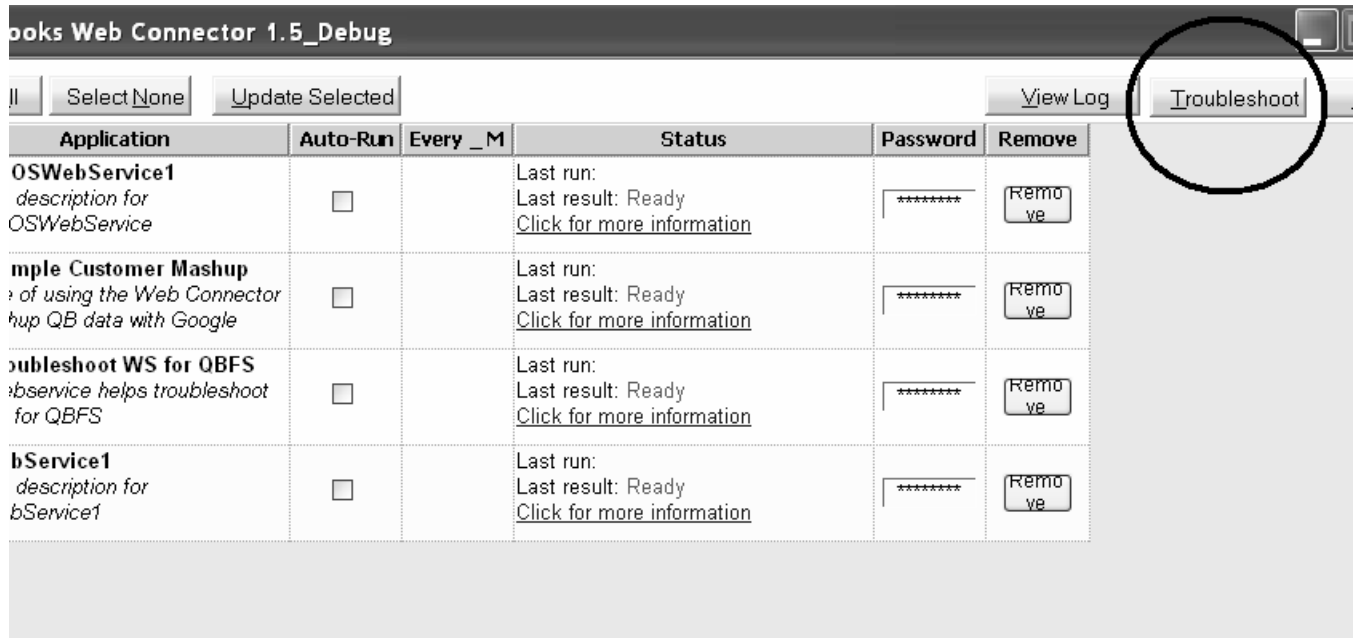 ooks Web Connector 1.5_Debug
ll Select None Update Selected View Log Troubleshoot
Application Auto-Run Every _M Status Password Remove
OSWebService1
description for
OSWebService
Last run:
Last result: Ready
Click for more information
********
Remo
ve
mple Customer Mashup
e of using the Web Connector
hup QB data with Google
Last run:
Last result: Ready
Click for more information
********
Remo
ve
oubleshoot WS for QBFS
ebservice helps troubleshoot
for QBFS
Last run:
Last result: Ready
Click for more information
********
Remo
ve
bService1
description for
bService1
Last run:
Last result: Ready
Click for more information
********
Remo
ve